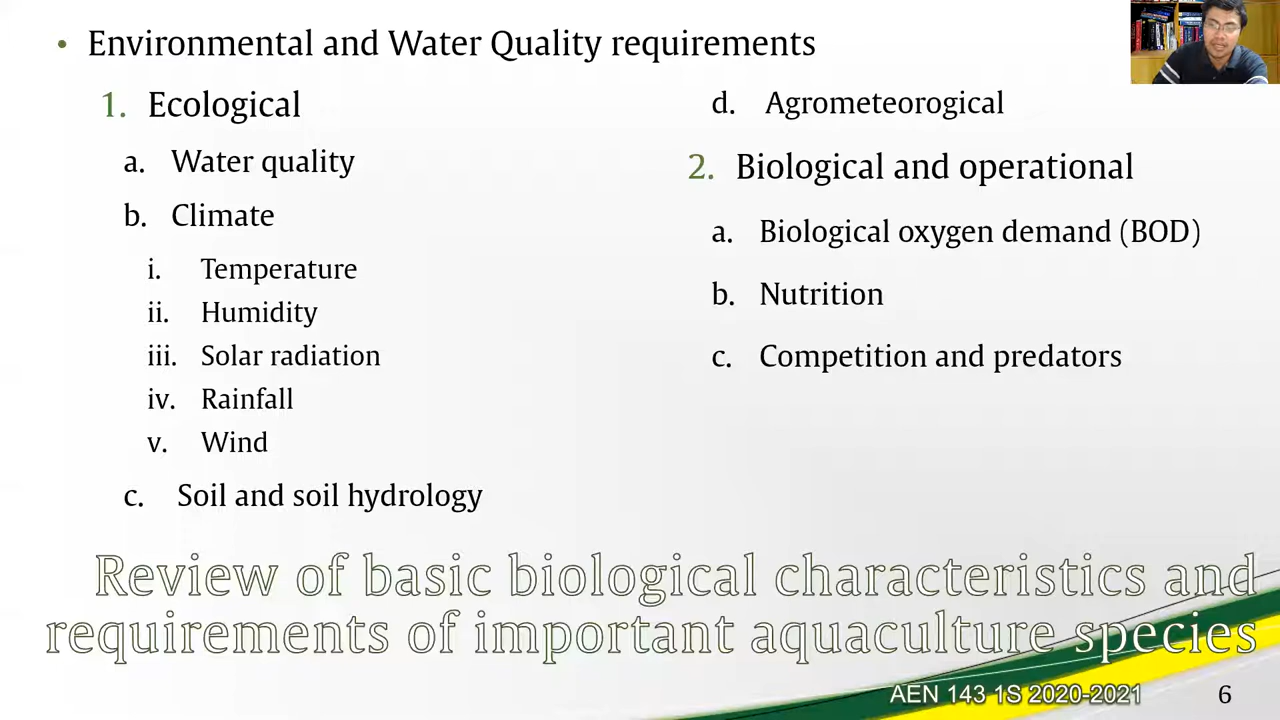 • Environmental and Water Quality requirements
1. Ecological
a. Water quality
b. Climate
i. Temperature
ii. Humidity
iii. Solar radiation
iv. Rainfall
v. Wind
c. Soil and soil hydrology
d. Agrometeorogical
2. Biological and operational
a. Biological oxygen demand (BOD)
b. Nutrition
c. Competition and predators
Review of basic biological characteristics and
requirements of important aquaculture species
AEN 143 1S 2020-2021
6